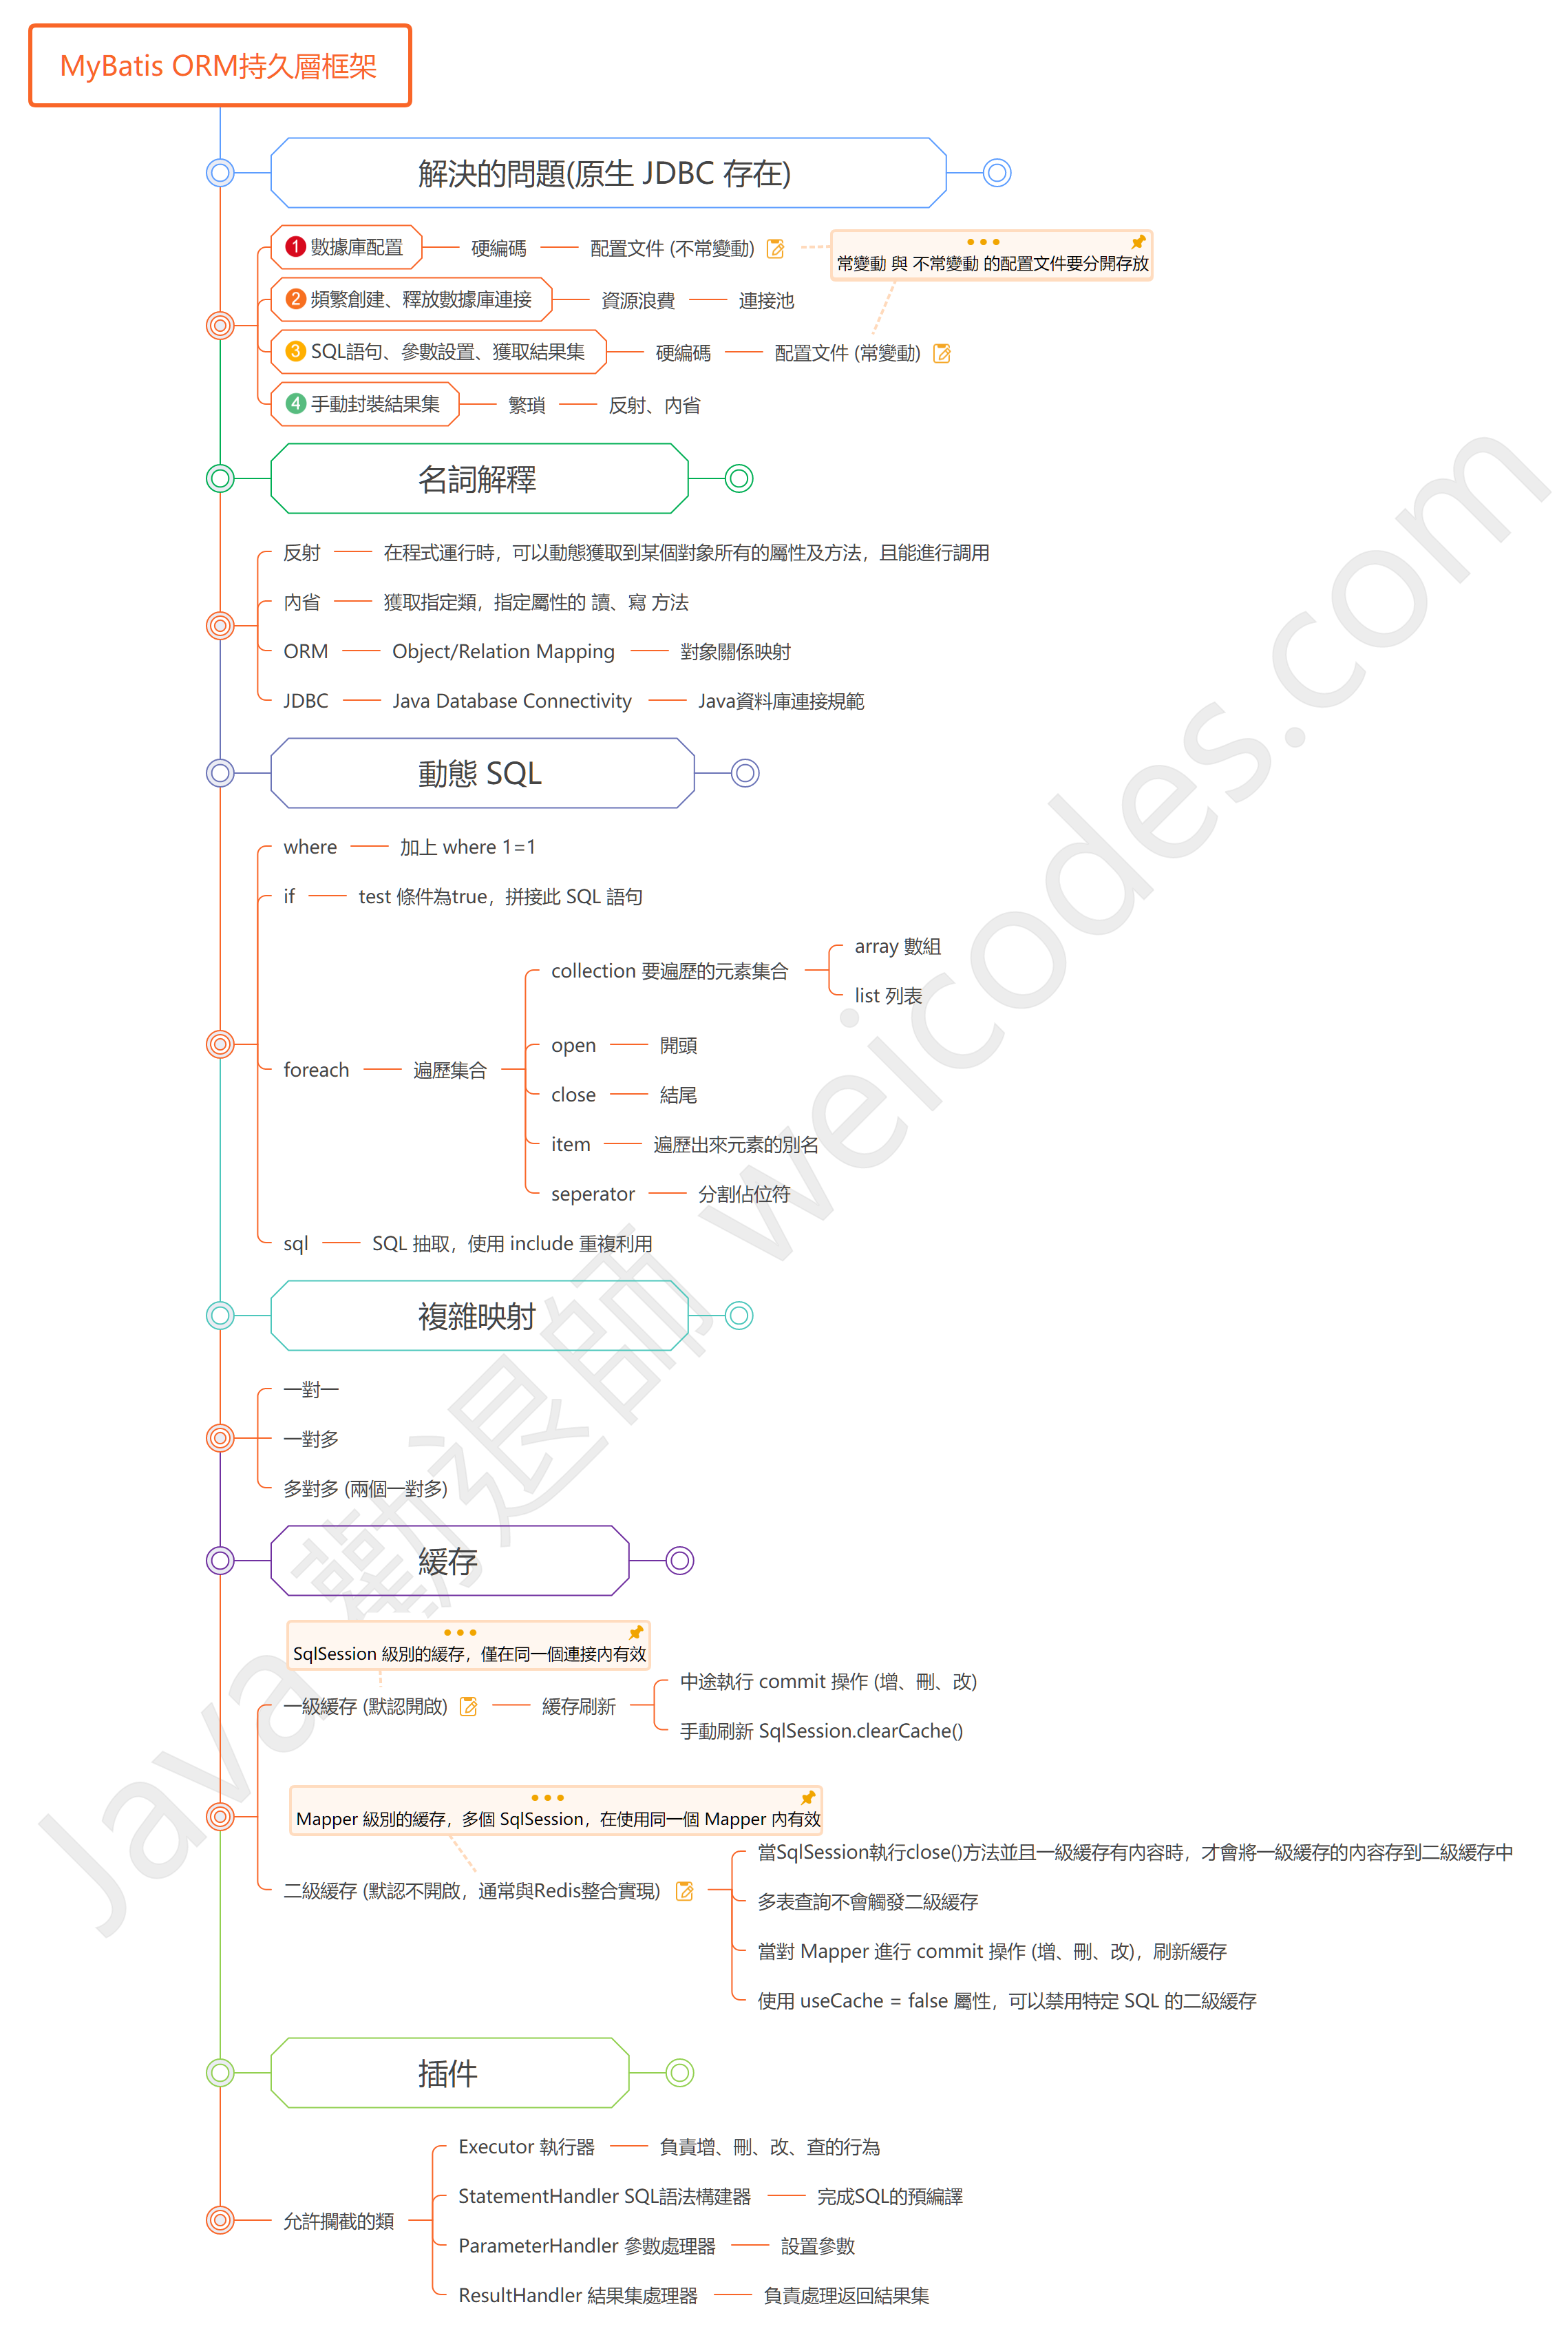 MyBatis ORM持久層框架
解決的問題(原生 JDBC 存在)
1 數據庫配置 硬編碼 配置文件 (不常變動)
常變動 與 不常變動 的配置文件要分開存放
2 頻繁創建、釋放數據庫連接 資源浪費 連接池
3 SQL語句、參數設置、獲取結果集 硬編碼 配置文件 (常變動)
4 手動封裝結果集 繁瑣 反射、內省
名詞解釋
反射 在程式運行時，可以動態獲取到某個對象所有的屬性及方法，且能進行調用
內省 獲取指定類，指定屬性的 讀、寫 方法
ORM Object/Relation Mapping 對象關係映射
JDBC Java Database Connectivity Java資料庫連接規範
動態 SQL
where 加上 where 1=1
if test 條件為true，拼接此 SQL 語句
foreach 遍歷集合
collection 要遍歷的元素集合
array 數組
list 列表
open 開頭
close 結尾
item 遍歷出來元素的別名
seperator 分割佔位符
sql SQL 抽取，使用 include 重複利用
複雜映射
一對一
一對多
多對多 (兩個一對多)
緩存
SqlSession 級別的緩存，僅在同一個連接內有效
一級緩存 (默認開啟) 緩存刷新
中途執行 commit 操作 (增、刪、改)
手動刷新 SqlSession.clearCache()
Mapper 級別的緩存，多個 SqlSession，在使用同一個 Mapper 內有效
二級緩存 (默認不開啟，通常與Redis整合實現)
當SqlSession執行close()方法並且一級緩存有內容時，才會將一級緩存的內容存到二級緩存中
多表查詢不會觸發二級緩存
當對 Mapper 進行 commit 操作 (增、刪、改)，刷新緩存
使用 useCache = false 屬性，可以禁用特定 SQL 的二級緩存
插件
允許攔截的類
Executor 執行器 負責增、刪、改、查的行為
StatementHandler SQL語法構建器 完成SQL的預編譯
ParameterHandler 參數處理器 設置參數
ResultHandler 結果集處理器 負責處理返回結果集
Java 勸退師 weicodes.com